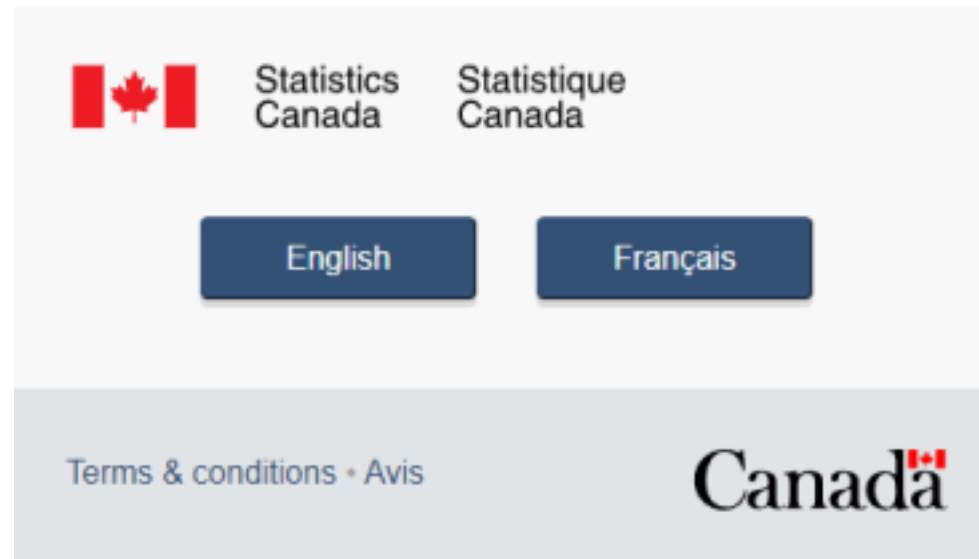 Statistics Canada
Statistique Canada
English
Français
Terms & conditions • Avis
Canada